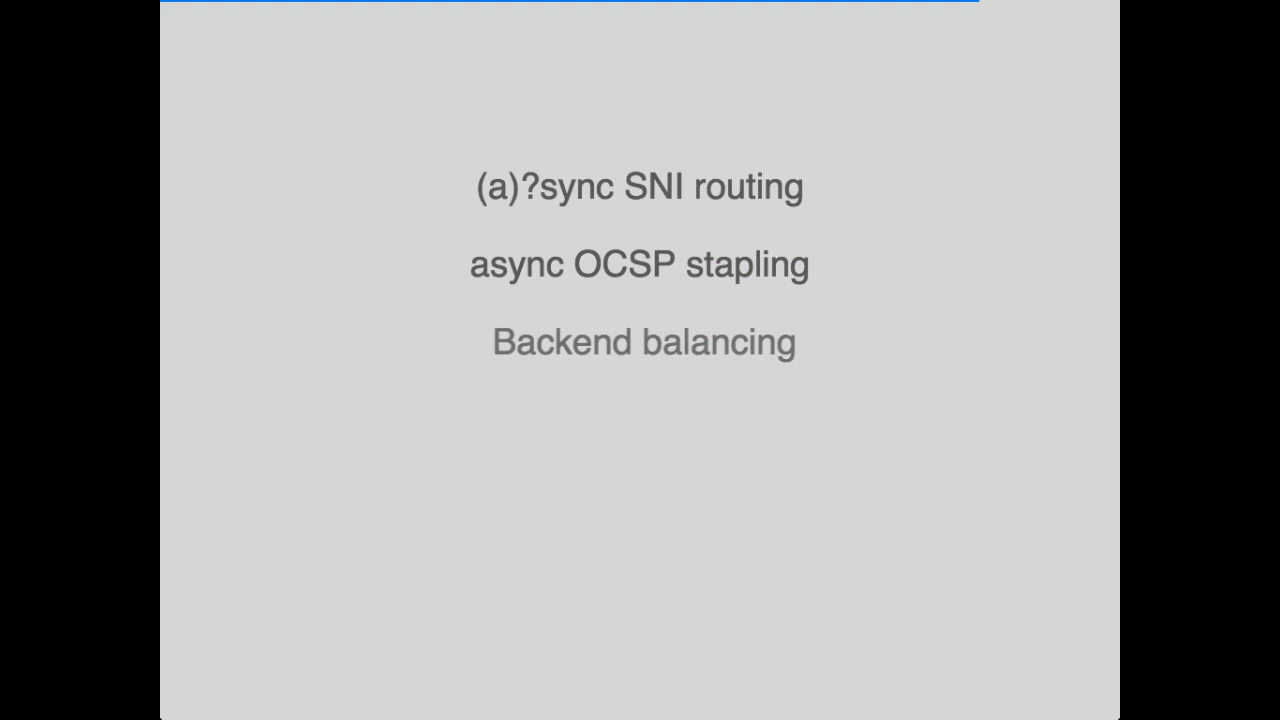 (a)?sync SNI routing
async OCSP stapling
Backend balancing